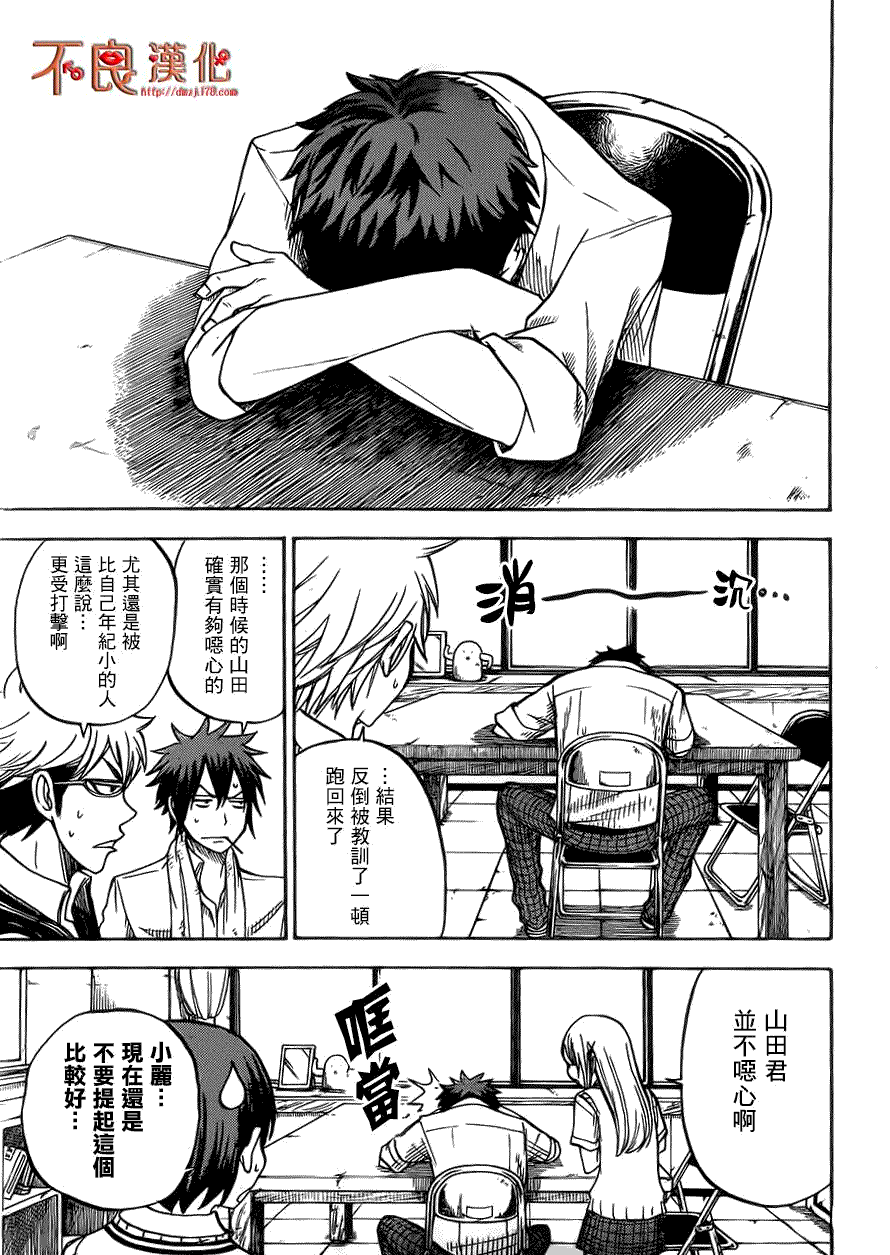 不良漢化
http://dmzj178.com
消——沉…
…結果
反倒被教訓了一頓
跑回來了
……
那個時候的山田
確實有夠噁心的
尤其還是被
比自己年紀小的人
這麼說…
更受打擊啊
山田君
並不噁心啊
哐當
小麗…
現在還是
不要提起這個
比較好…